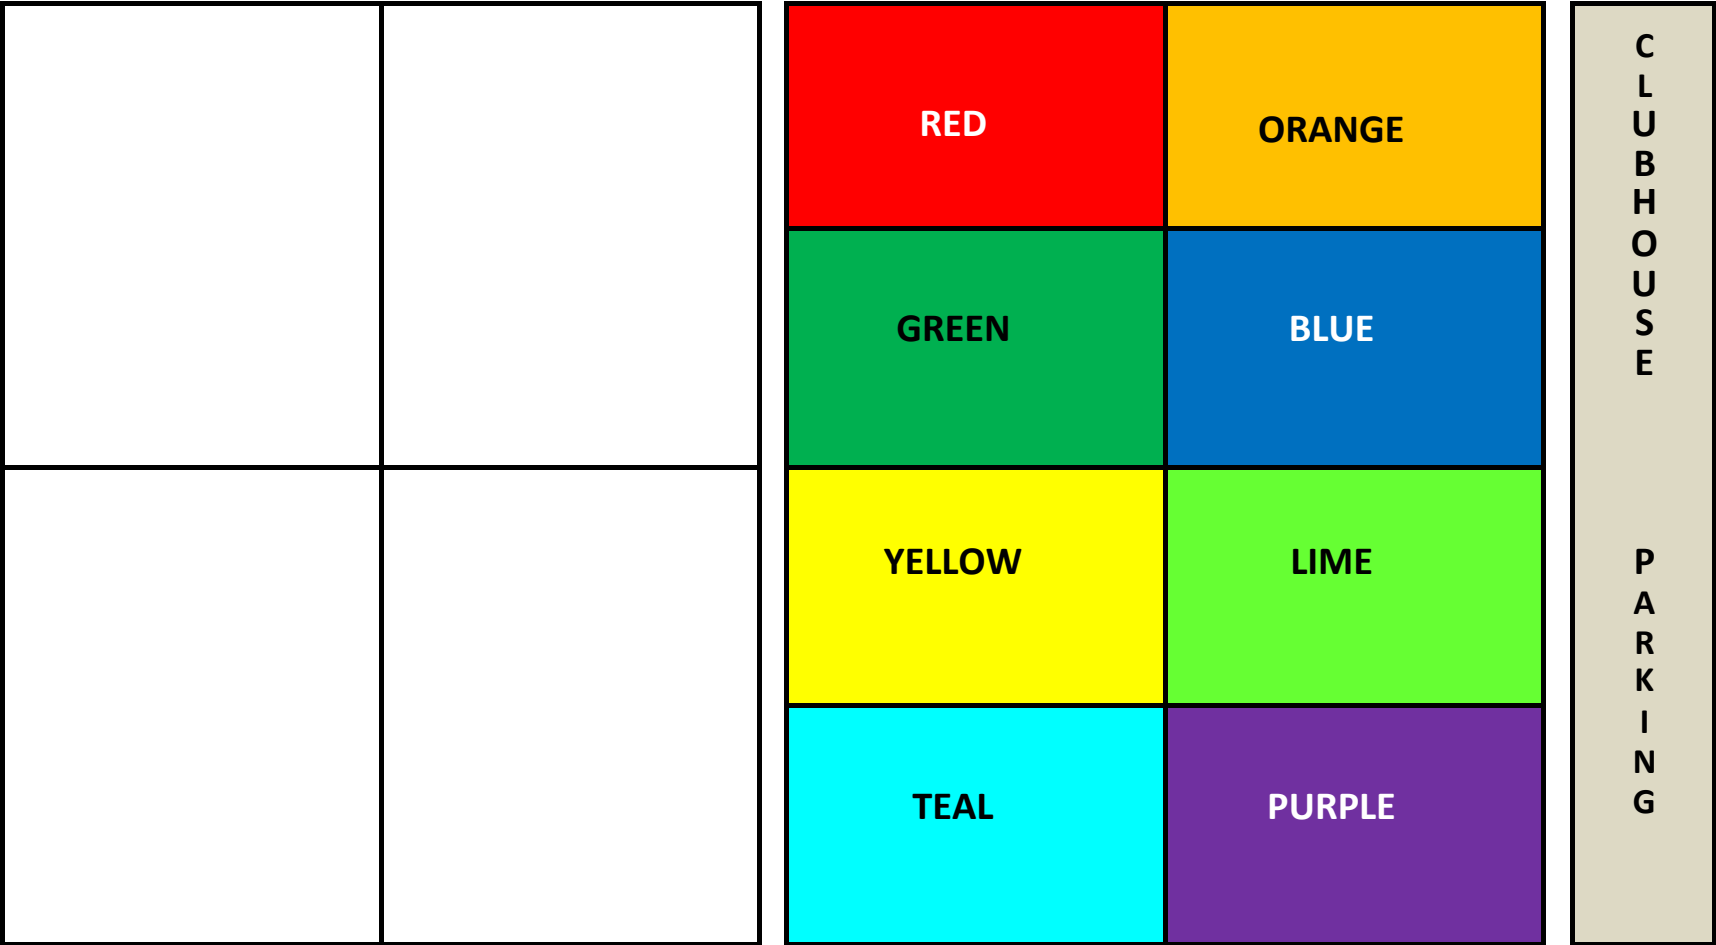 RED
ORANGE
GREEN
BLUE
YELLOW
LIME
TEAL
PURPLE
CLUBHOUSE
PARKING